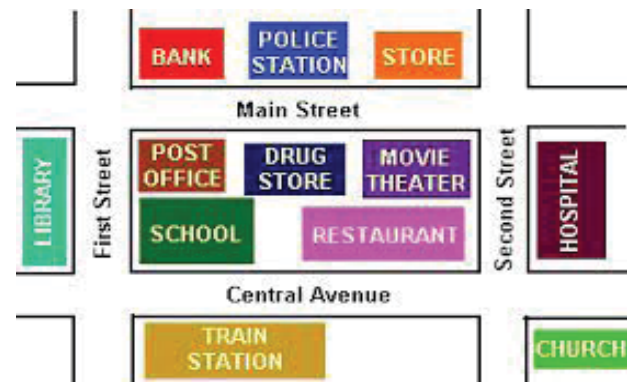 BANK
POLICE
STATION
STORE
Main Street
LIBRARY
First Street
POST
OFFICE
DRUG
STORE
MOVIE
THEATER
SCHOOL
RESTAURANT
Second Street
HOSPITAL
Central Avenue
TRAIN
STATION
CHURCH